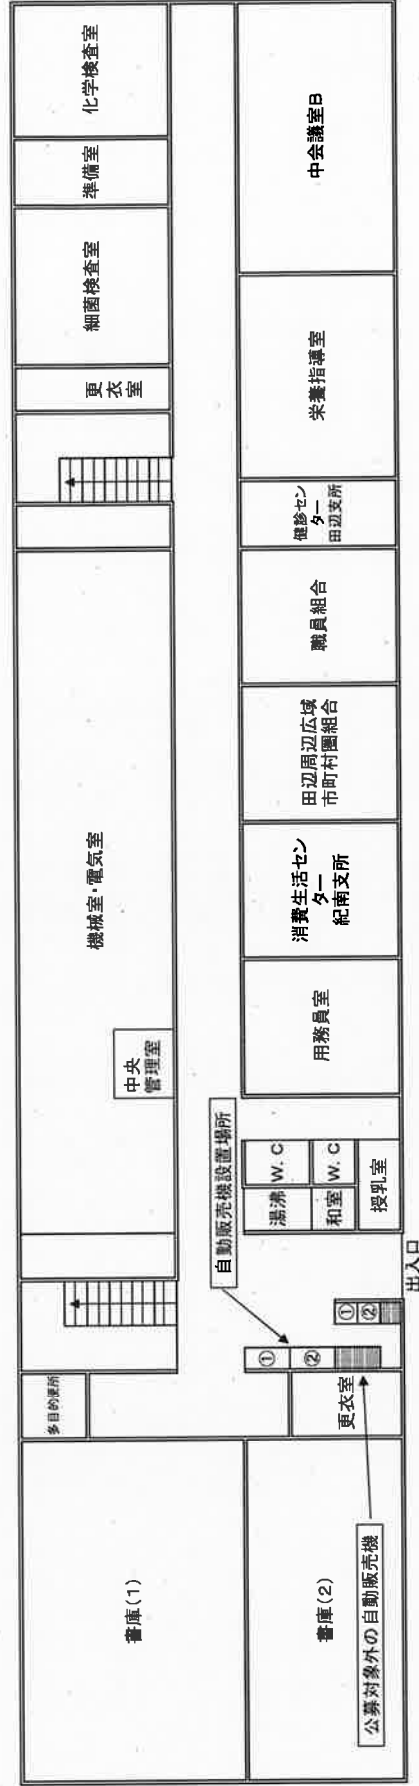 化学検査室
準備室
細菌検査室
更衣
室
機械室・電気室
中央
管理室
多目的便所
書庫(1)
中会議室B
栄養指導室
健診セン
ター
田辺支所
職員組合
田辺周辺広域
市町村圏組合
消費生活セン
ター
紀南支所
用務員室
W.C
W.C
湯沸
和室
授乳室
自動販売機設置場所
出入口
①
②
①
②
更衣室
書庫(2)
公募対象外の自動販売機